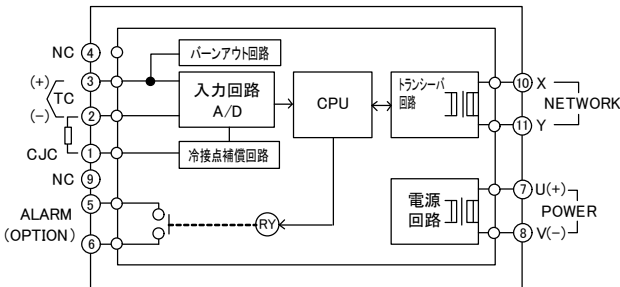 NC ④
バーンアウト回路
(+) ③
TC
(-) ②
入力回路
A/D
CPU
トランシーバ
回路
⑩ X
NETWORK
⑪ Y
CJC ①
冷接点補償回路
NC ⑨
⑤
ALARM
(OPTION)
⑥
RY
電源
回路
⑦ U(+)
POWER
⑧ V(-)